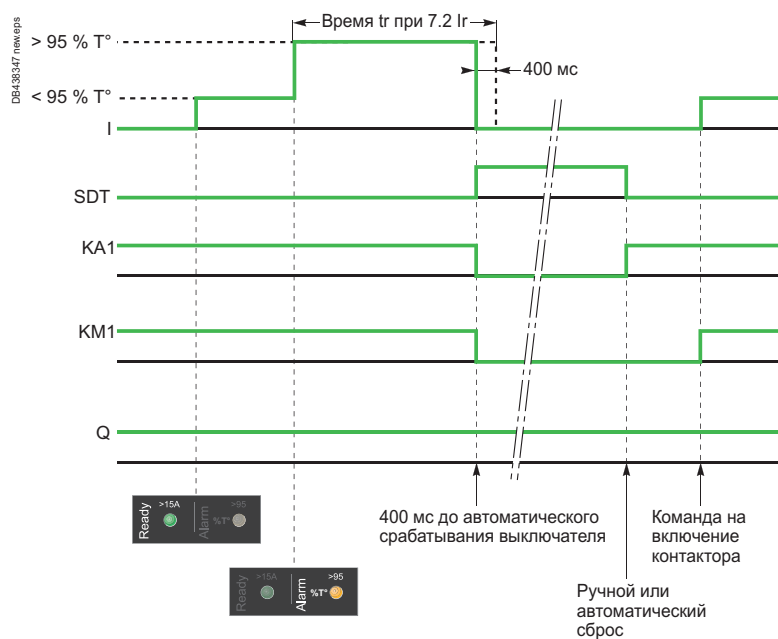 DB438347 new.eps
Время tr при 7.2 Ir
> 95 % T°
400 мс
< 95 % T°
I
SDT
KA1
KM1
Q
Ready
>15A
Alarm
%T°
>95
400 мс до автоматического
срабатывания выключателя
Команда на
включение
контактора
Ready
>15A
Alarm
%T°
>95
Ручной или
автоматический
сброс